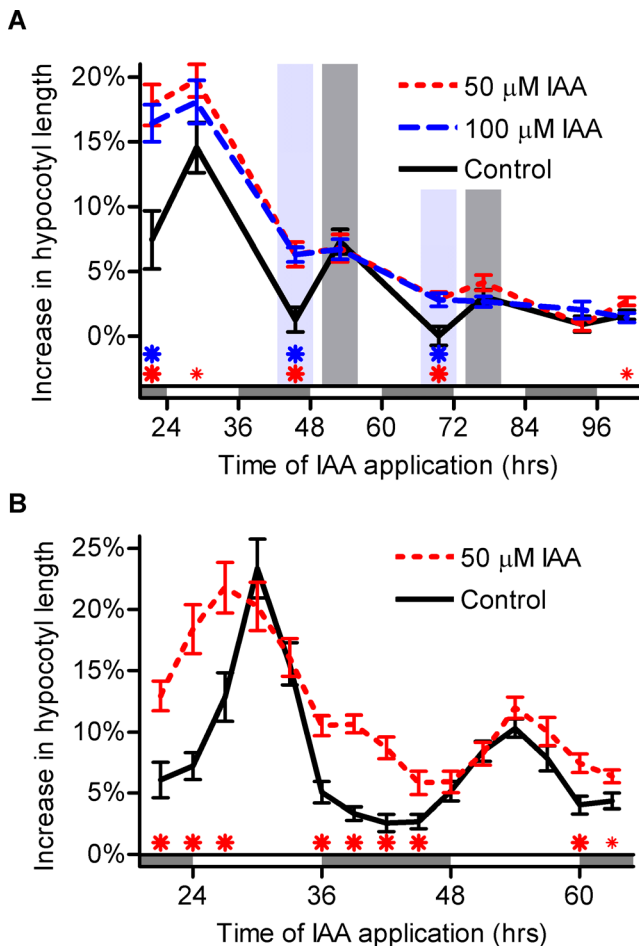 A
Increase in hypocotyl length
20%
15%
10%
5%
0%
50 μM IAA
100 μM IAA
Control
24 36 48 60 72 84 96
Time of IAA application (hrs)
B
Increase in hypocotyl length
25%
20%
15%
10%
5%
0%
50 μM IAA
Control
24 36 48 60
Time of IAA application (hrs)